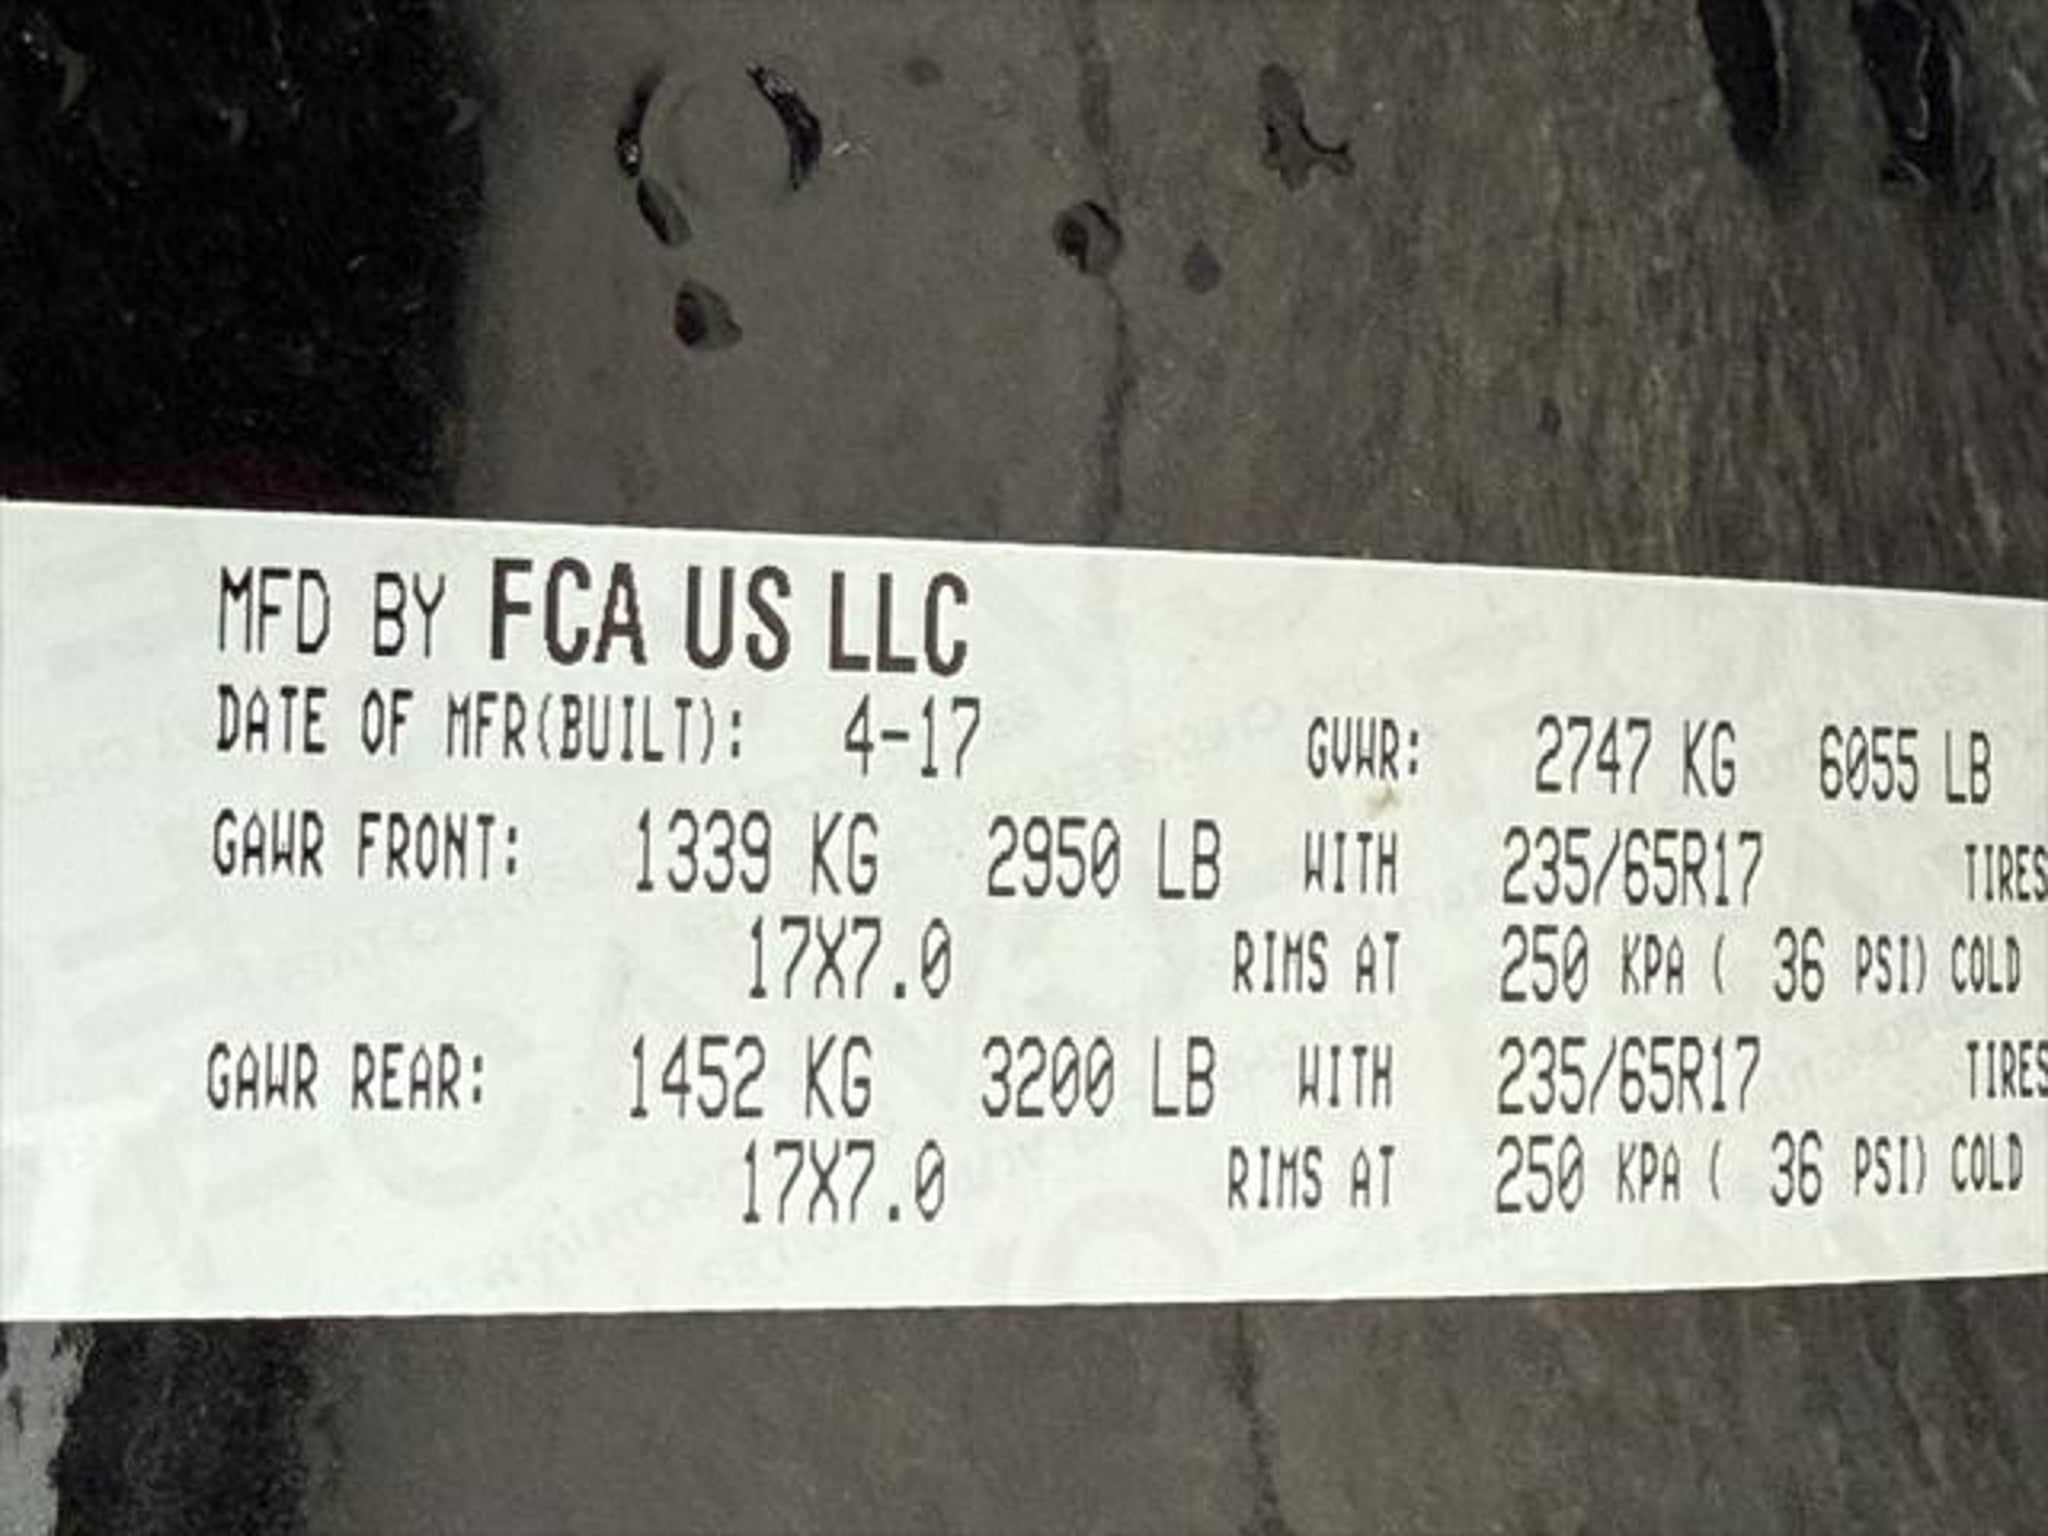 MFD BY FCA US LLC
DATE OF MFR(BUILT): 4-17 GVWR: 2747 KG 6055 LB
GAWR FRONT: 1339 KG 2950 LB WITH 235/65R17 TIRES
17X7.0 RIMS AT 250 KPA ( 36 PSI) COLD
GAWR REAR: 1452 KG 3200 LB WITH 235/65R17 TIRES
17X7.0 RIMS AT 250 KPA ( 36 PSI) COLD